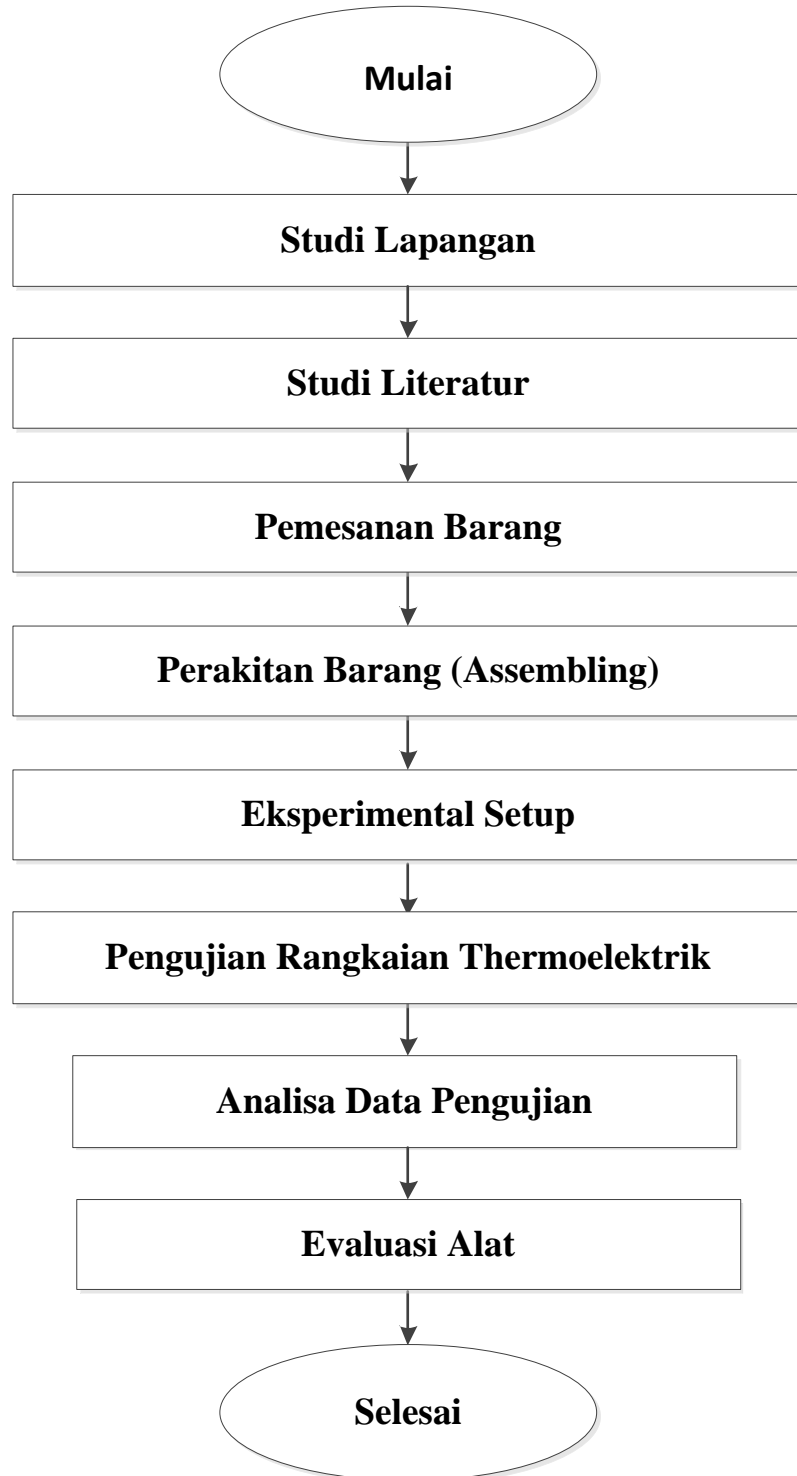 Mulai
Studi Lapangan
Studi Literatur
Pemesanan Barang
Perakitan Barang (Assembling)
Eksperimental Setup
Pengujian Rangkaian Thermoelektrik
Analisa Data Pengujian
Evaluasi Alat
Selesai